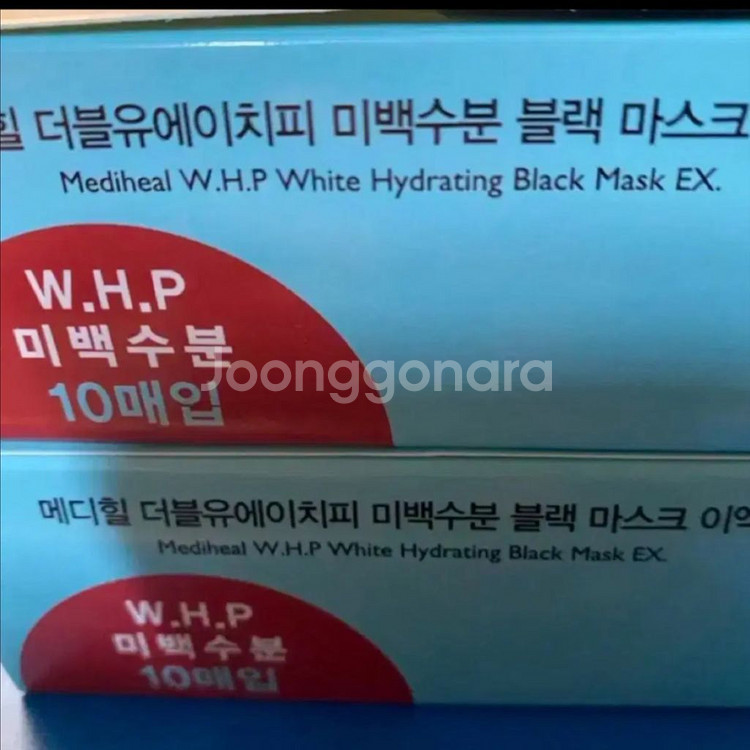 힐 더블유에이치피 미백수분 블랙 마스크
Mediheal W.H.P White Hydrating Black Mask EX.
W.H.P
미백수분
10매입
Joonggonara
메디힐 더블유에이치피 미백수분 블랙 마스크 이
Mediheal W.H.P White Hydrating Black Mask EX.
W.H.P
미백수분
10매입